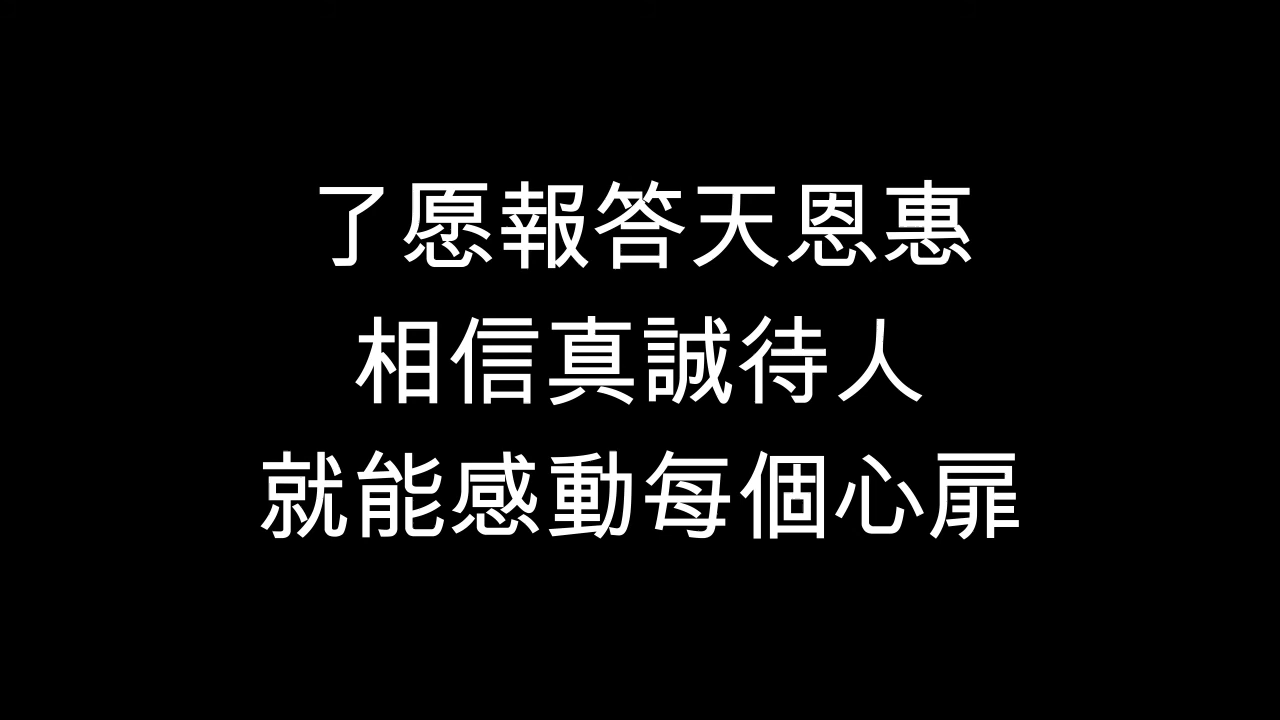 了愿報答天恩惠
相信真誠待人
就能感動每個心扉